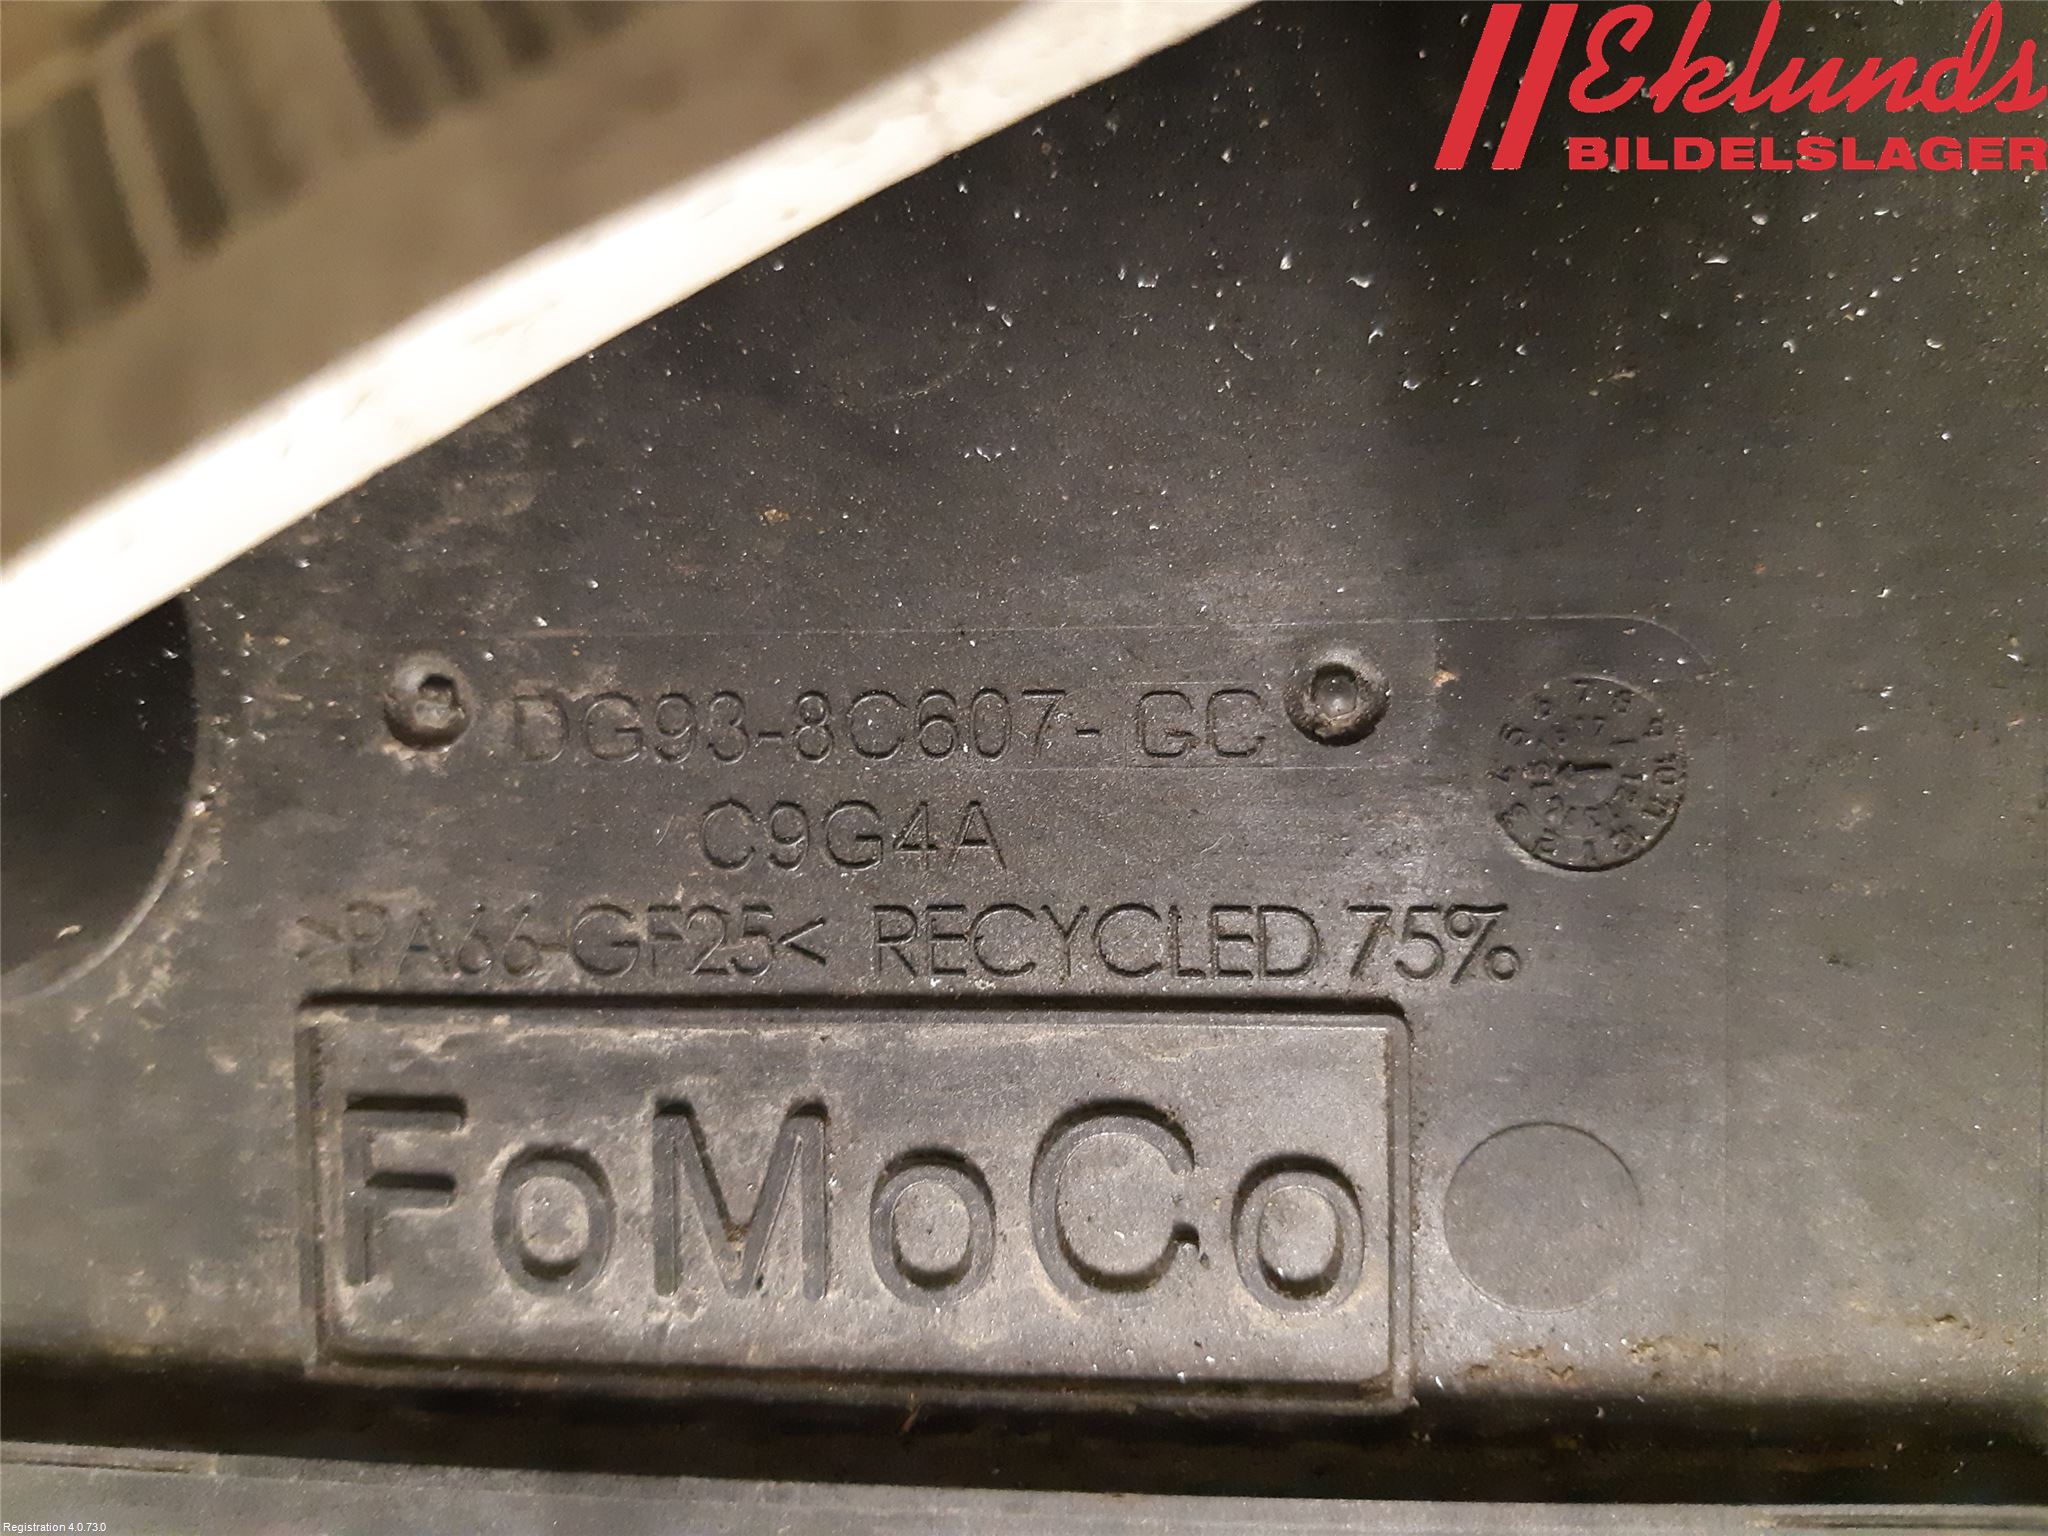 Eklunds
BILDELSLAGER
DG93-8C607- GC
C9G4A
>PA66-GF25< RECYCLED 75%
FoMoCo
Registration 4.0.73.0